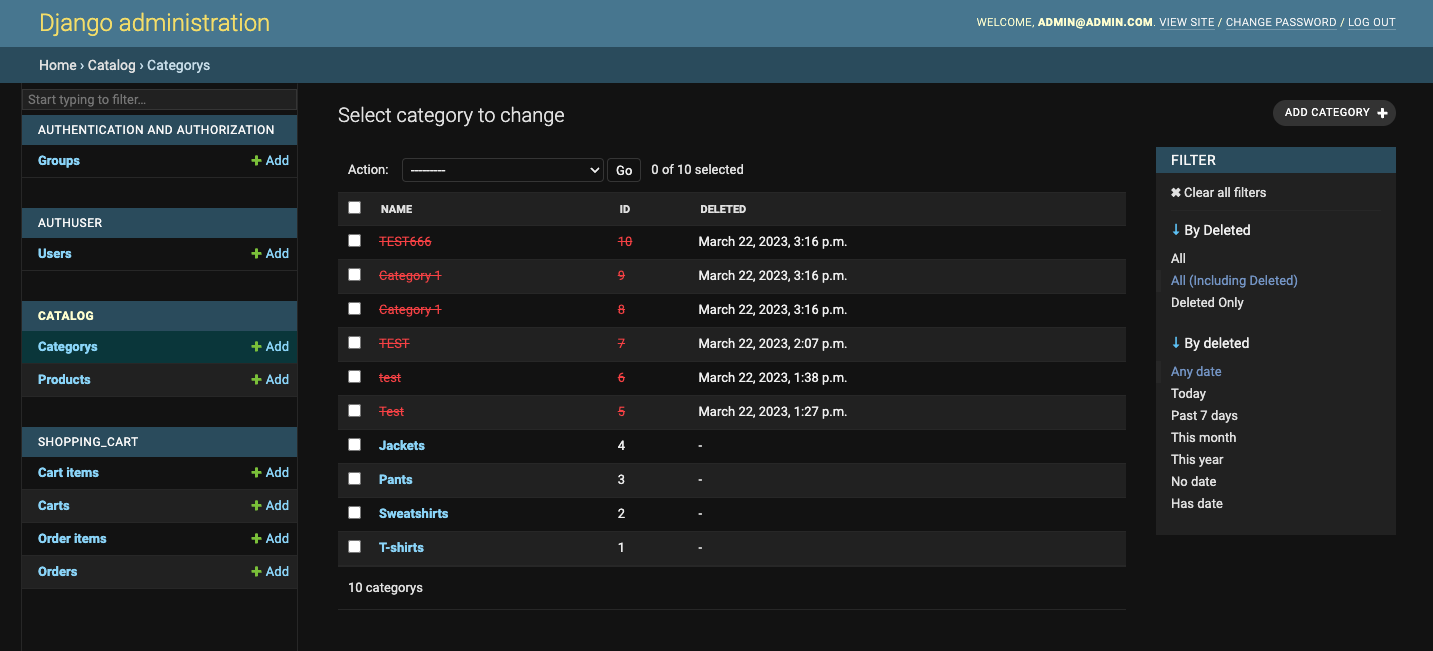 Django administration
WELCOME, ADMIN@ADMIN.COM. VIEW SITE / CHANGE PASSWORD / LOG OUT
Home › Catalog › Categorys
Start typing to filter...
AUTHENTICATION AND AUTHORIZATION
Groups + Add
AUTHUSER
Users + Add
CATALOG
Categorys + Add
Products + Add
SHOPPING_CART
Cart items + Add
Carts + Add
Order items + Add
Orders + Add
Select category to change
ADD CATEGORY +
Action: --------- Go 0 of 10 selected
NAME ID DELETED
TEST666 10 March 22, 2023, 3:16 p.m.
Category 1 9 March 22, 2023, 3:16 p.m.
Category 1 8 March 22, 2023, 3:16 p.m.
TEST 7 March 22, 2023, 2:07 p.m.
test 6 March 22, 2023, 1:38 p.m.
Test 5 March 22, 2023, 1:27 p.m.
Jackets 4 -
Pants 3 -
Sweatshirts 2 -
T-shirts 1 -
10 categorys
FILTER
✖ Clear all filters
↓ By Deleted
All
All (Including Deleted)
Deleted Only
↓ By deleted
Any date
Today
Past 7 days
This month
This year
No date
Has date